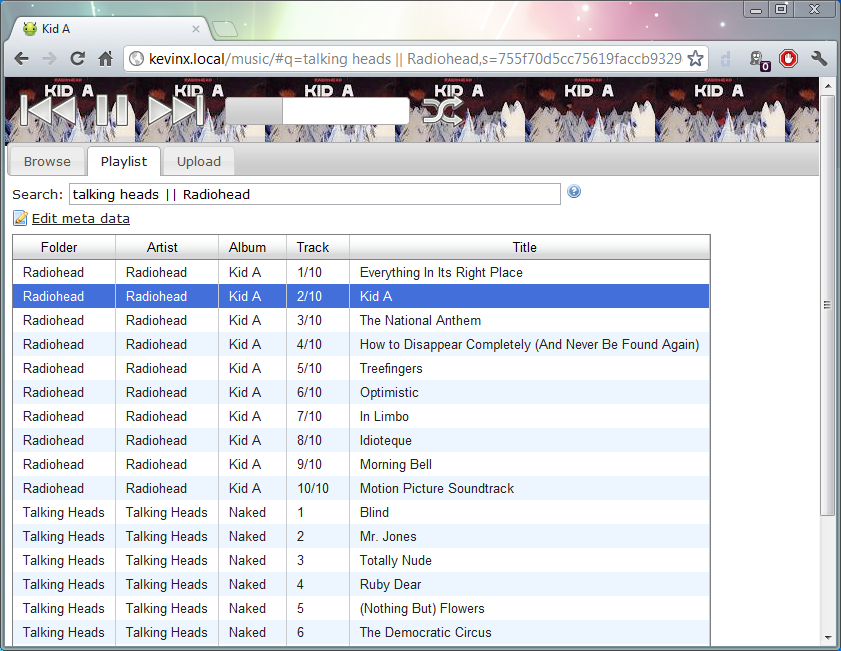 Kid A
kevinx.local/music/#q=talking heads || Radiohead,s=755f70d5cc75619faccb9329
0
KID A KID A KID A KID A KID A KID A
Browse Playlist Upload
Search: talking heads || Radiohead
Edit meta data
Folder Artist Album Track Title
Radiohead Radiohead Kid A 1/10 Everything In Its Right Place
Radiohead Radiohead Kid A 2/10 Kid A
Radiohead Radiohead Kid A 3/10 The National Anthem
Radiohead Radiohead Kid A 4/10 How to Disappear Completely (And Never Be Found Again)
Radiohead Radiohead Kid A 5/10 Treefingers
Radiohead Radiohead Kid A 6/10 Optimistic
Radiohead Radiohead Kid A 7/10 In Limbo
Radiohead Radiohead Kid A 8/10 Idioteque
Radiohead Radiohead Kid A 9/10 Morning Bell
Radiohead Radiohead Kid A 10/10 Motion Picture Soundtrack
Talking Heads Talking Heads Naked 1 Blind
Talking Heads Talking Heads Naked 2 Mr. Jones
Talking Heads Talking Heads Naked 3 Totally Nude
Talking Heads Talking Heads Naked 4 Ruby Dear
Talking Heads Talking Heads Naked 5 (Nothing But) Flowers
Talking Heads Talking Heads Naked 6 The Democratic Circus